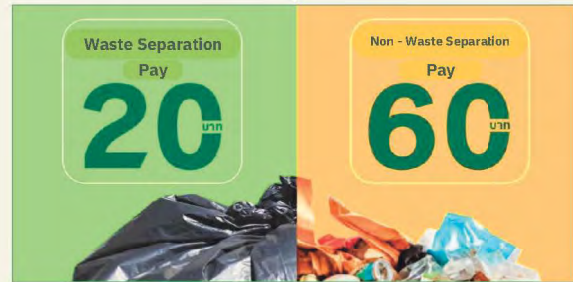 Waste Separation
Pay
20
บาท
Non - Waste Separation
Pay
60
บาท